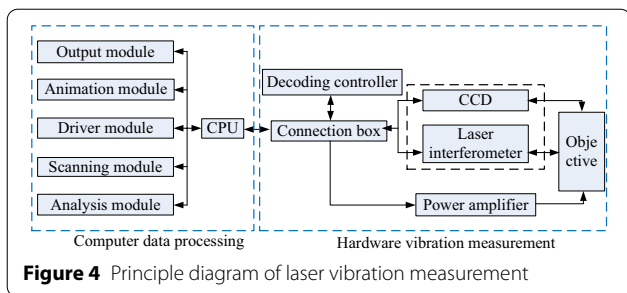 Output module
Animation module
Driver module
Scanning module
Analysis module
CPU
Computer data processing
Decoding controller
Connection box
CCD
Laser
interferometer
Obje
ctive
Power amplifier
Hardware vibration measurement
Figure 4 Principle diagram of laser vibration measurement